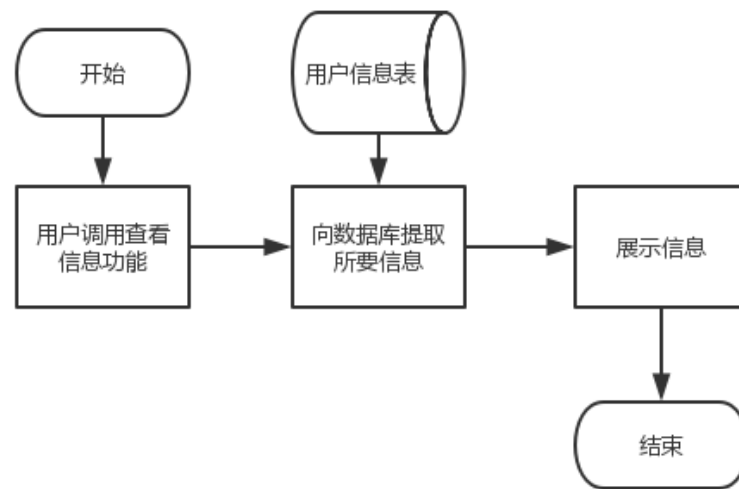 开始
用户信息表
用户调用查看
信息功能
向数据库提取
所要信息
展示信息
结束